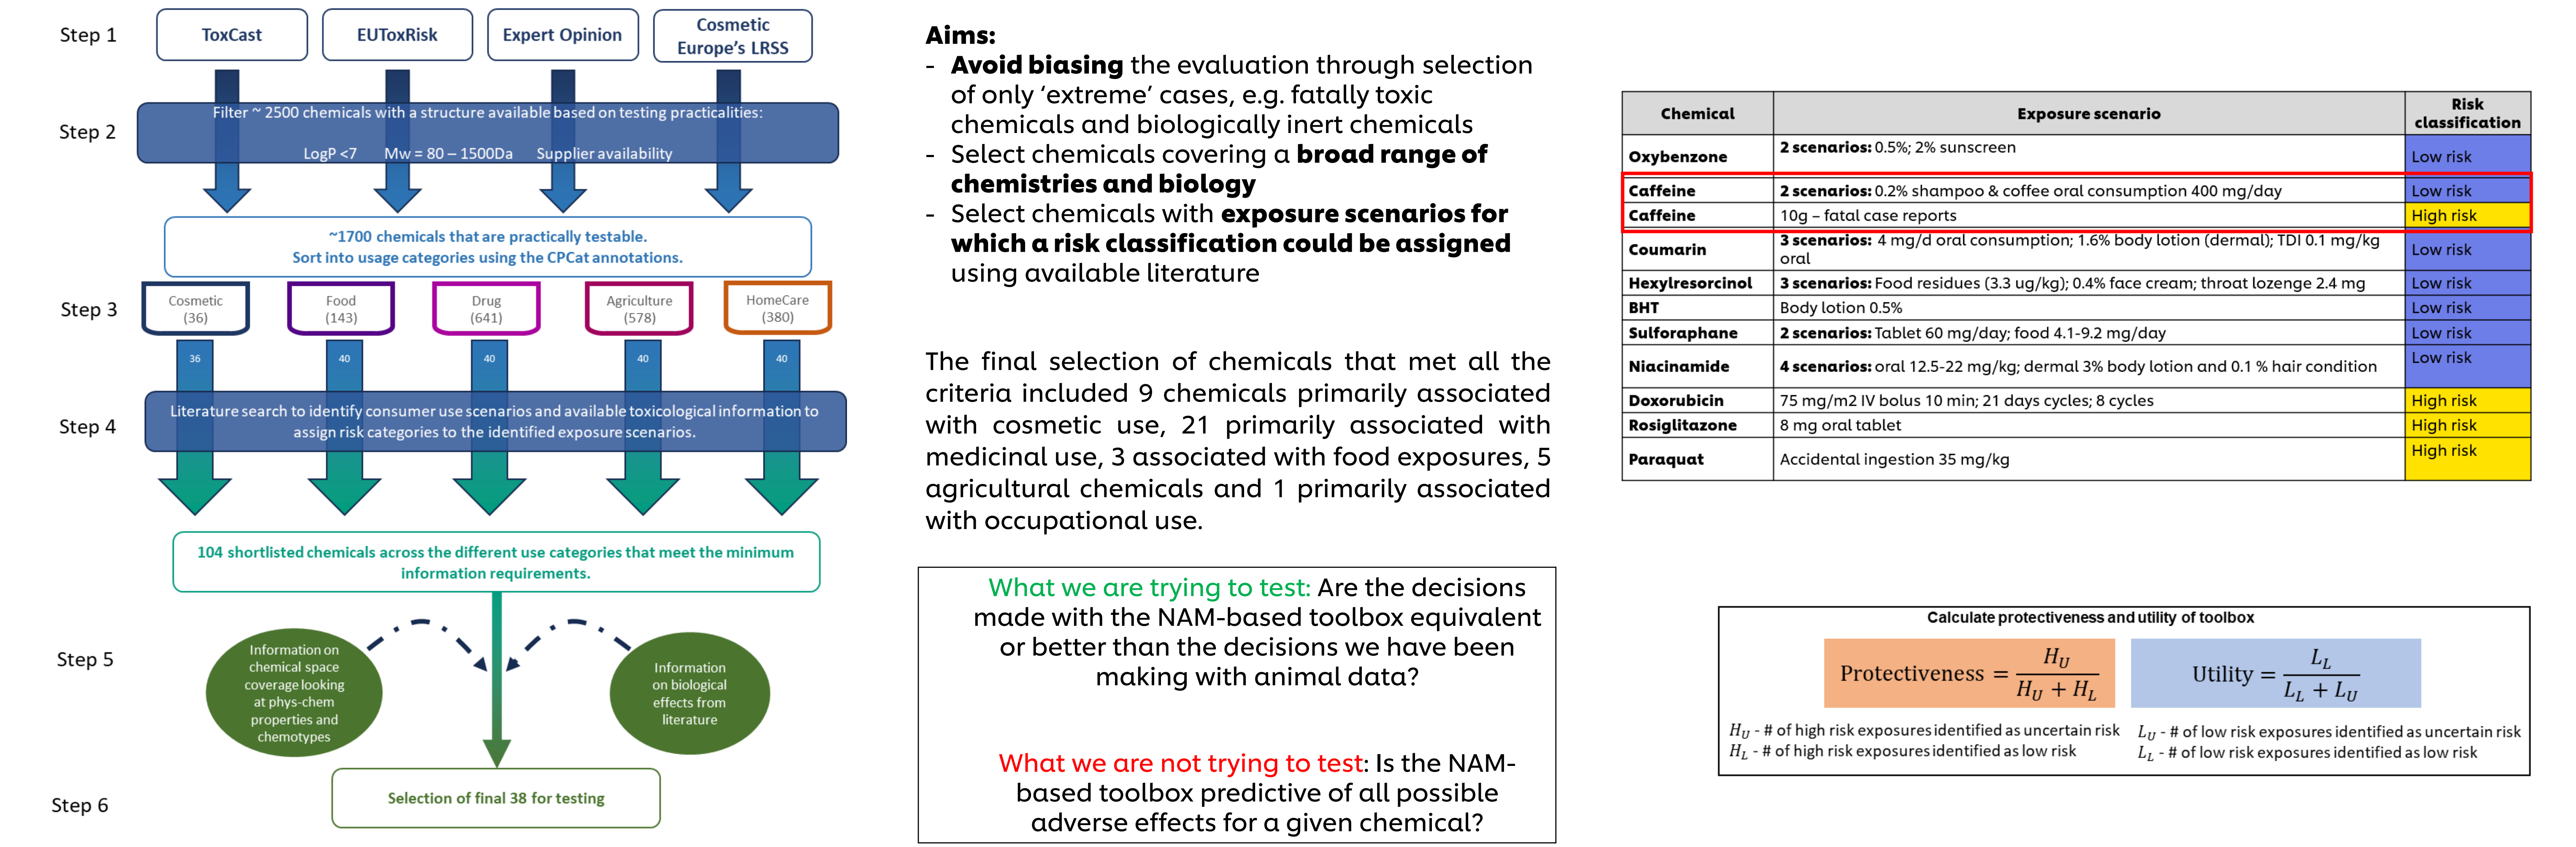 Step 1
ToxCast
EUToxRisk
Expert Opinion
Cosmetic
Europe's LRSS
Step 2
Filter ~ 2500 chemicals with a structure available based on testing practicalities:
LogP <7 Mw = 80 – 1500Da Supplier availability
~1700 chemicals that are practically testable.
Sort into usage categories using the CPCat annotations.
Step 3
Cosmetic
(36)
Food
(143)
Drug
(641)
Agriculture
(578)
HomeCare
(380)
36
40
40
40
40
Step 4
Literature search to identify consumer use scenarios and available toxicological information to
assign risk categories to the identified exposure scenarios.
104 shortlisted chemicals across the different use categories that meet the minimum
information requirements.
Step 5
Information on
chemical space
coverage looking
at phys-chem
properties and
chemotypes
Information
on biological
effects from
literature
Step 6
Selection of final 38 for testing
Aims:
- Avoid biasing the evaluation through selection
of only ‘extreme’ cases, e.g. fatally toxic
chemicals and biologically inert chemicals
- Select chemicals covering a broad range of
chemistries and biology
- Select chemicals with exposure scenarios for
which a risk classification could be assigned
using available literature
The final selection of chemicals that met all the
criteria included 9 chemicals primarily associated
with cosmetic use, 21 primarily associated with
medicinal use, 3 associated with food exposures, 5
agricultural chemicals and 1 primarily associated
with occupational use.
What we are trying to test: Are the decisions
made with the NAM-based toolbox equivalent
or better than the decisions we have been
making with animal data?
What we are not trying to test: Is the NAM-
based toolbox predictive of all possible
adverse effects for a given chemical?
Chemical Exposure scenario Risk
classification
Oxybenzone 2 scenarios: 0.5%; 2% sunscreen Low risk
Caffeine 2 scenarios: 0.2% shampoo & coffee oral consumption 400 mg/day Low risk
Caffeine 10g – fatal case reports High risk
Coumarin 3 scenarios: 4 mg/d oral consumption; 1.6% body lotion (dermal); TDI 0.1 mg/kg
oral Low risk
Hexylresorcinol 3 scenarios: Food residues (3.3 ug/kg); 0.4% face cream; throat lozenge 2.4 mg Low risk
BHT Body lotion 0.5% Low risk
Sulforaphane 2 scenarios: Tablet 60 mg/day; food 4.1-9.2 mg/day Low risk
Niacinamide 4 scenarios: oral 12.5-22 mg/kg; dermal 3% body lotion and 0.1 % hair condition Low risk
Doxorubicin 75 mg/m2 IV bolus 10 min; 21 days cycles; 8 cycles High risk
Rosiglitazone 8 mg oral tablet High risk
Paraquat Accidental ingestion 35 mg/kg High risk
Calculate protectiveness and utility of toolbox
Protectiveness = H_U / (H_U + H_L)
Utility = L_L / (L_L + L_U)
H_U - # of high risk exposures identified as uncertain risk
H_L - # of high risk exposures identified as low risk
L_U - # of low risk exposures identified as uncertain risk
L_L - # of low risk exposures identified as low risk